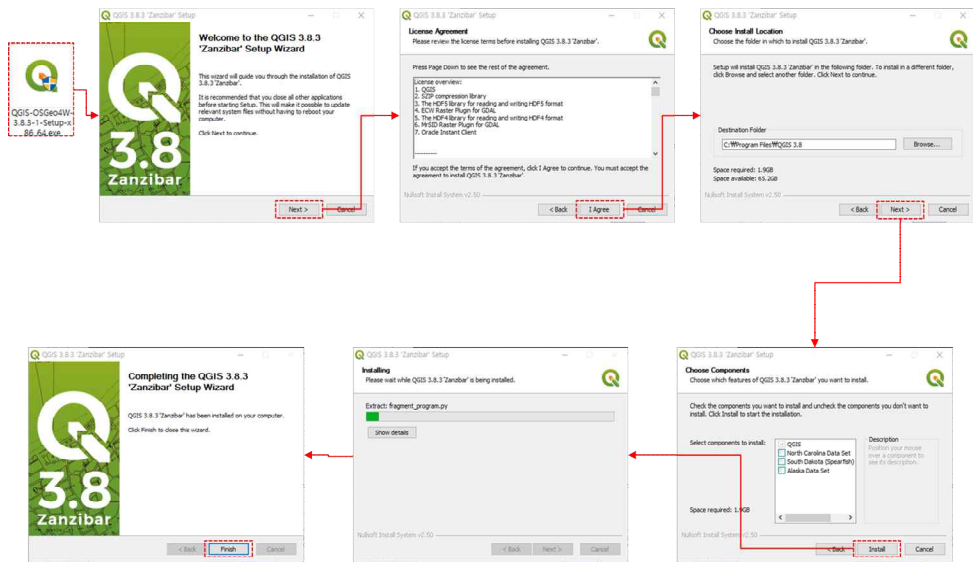 QGIS-OSGeo4W-
3.8.3-1-Setup-x
86_64.exe
QGIS 3.8.3 'Zanzibar' Setup
3.8
Zanzibar
Welcome to the QGIS 3.8.3
'Zanzibar' Setup Wizard
This wizard will guide you through the installation of QGIS
3.8.3 'Zanzibar'.
It is recommended that you close all other applications
before starting Setup. This will make it possible to update
relevant system files without having to reboot your
computer.
Click Next to continue.
Next >
Cancel
QGIS 3.8.3 'Zanzibar' Setup
License Agreement
Please review the license terms before installing QGIS 3.8.3 'Zanzibar'.
Press Page Down to see the rest of the agreement.
License overview:
1. QGIS
2. SZIP compression library
3. The HDF5 library for reading and writing HDF5 format
4. ECW Raster Plugin for GDAL
5. The HDF4 library for reading and writing HDF4 format
6. MrSID Raster Plugin for GDAL
7. Oracle Instant Client
----------
If you accept the terms of the agreement, click I Agree to continue. You must accept the
agreement to install QGIS 3.8.3 'Zanzibar'.
Nullsoft Install System v2.50
< Back
I Agree
Cancel
QGIS 3.8.3 'Zanzibar' Setup
Choose Install Location
Choose the folder in which to install QGIS 3.8.3 'Zanzibar'.
Setup will install QGIS 3.8.3 'Zanzibar' in the following folder. To install in a different folder,
click Browse and select another folder. Click Next to continue.
Destination Folder
C:₩Program Files₩QGIS 3.8
Browse...
Space required: 1.9GB
Space available: 65.2GB
Nullsoft Install System v2.50
< Back
Next >
Cancel
QGIS 3.8.3 'Zanzibar' Setup
3.8
Zanzibar
Completing the QGIS 3.8.3
'Zanzibar' Setup Wizard
QGIS 3.8.3 'Zanzibar' has been installed on your computer.
Click Finish to close this wizard.
< Back
Finish
Cancel
QGIS 3.8.3 'Zanzibar' Setup
Installing
Please wait while QGIS 3.8.3 'Zanzibar' is being installed.
Extract: fragment_program.py
Show details
Nullsoft Install System v2.50
< Back
Next >
Cancel
QGIS 3.8.3 'Zanzibar' Setup
Choose Components
Choose which features of QGIS 3.8.3 'Zanzibar' you want to install.
Check the components you want to install and uncheck the components you don't want to
install. Click Install to start the installation.
Select components to install:
QGIS
North Carolina Data Set
South Dakota (Spearfish)
Alaska Data Set
Description
Position your mouse
over a component to
see its description.
Space required: 1.9GB
Nullsoft Install System v2.50
< Back
Install
Cancel